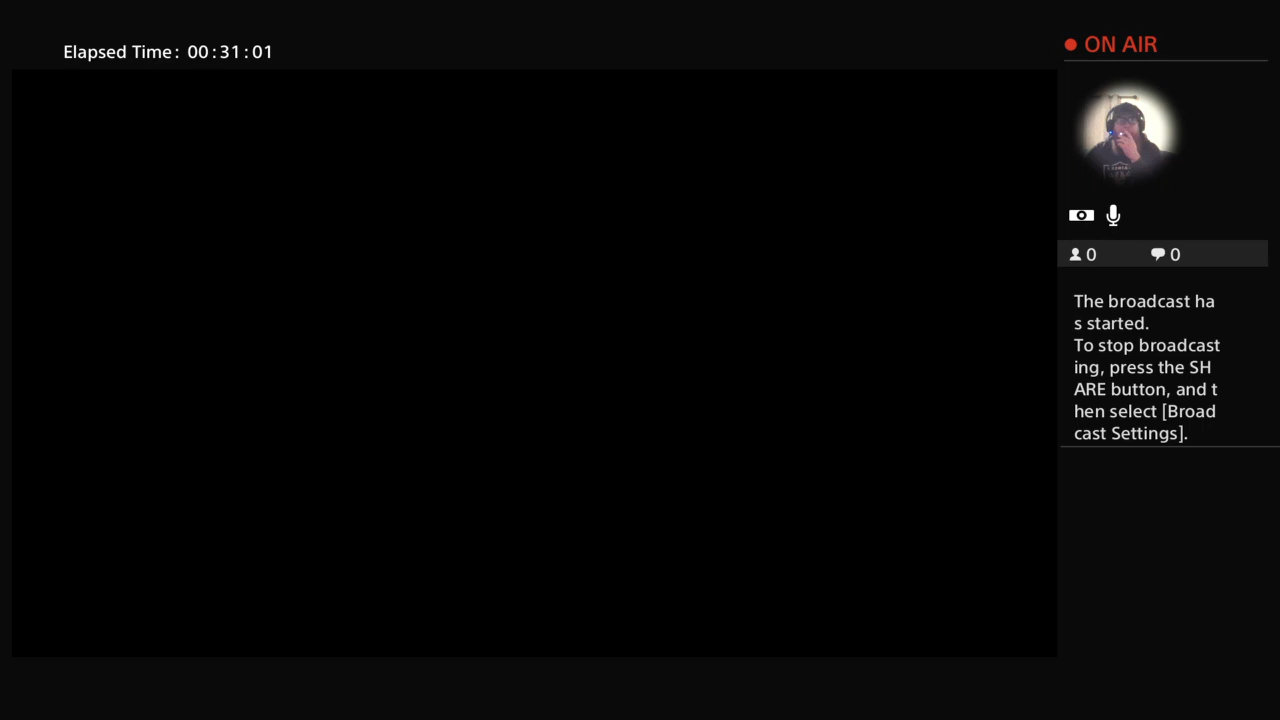 Elapsed Time: 00:31:01
ON AIR
0 0
The broadcast ha
s started.
To stop broadcast
ing, press the SH
ARE button, and t
hen select [Broad
cast Settings].